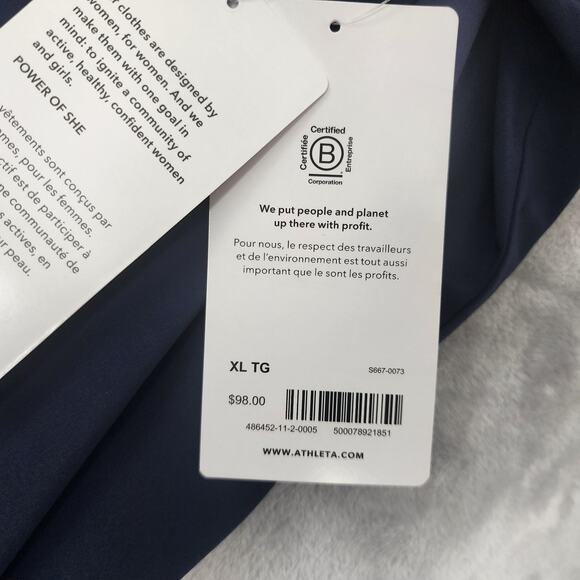 clothes are designed by
women, for women. And we
make them with one goal in
mind: to ignite a community of
active, healthy, confident women
and girls.
POWER OF SHE
vêtements sont conçus par
pour les femmes.
est de participer à
communauté de
actives, en
peau.
Certified
Certifiée
B
Entreprise
Corporation
We put people and planet
up there with profit.
Pour nous, le respect des travailleurs
et de l'environnement est tout aussi
important que le sont les profits.
XL TG
S667-0073
$98.00
486452-11-2-0005 500078921851
WWW.ATHLETA.COM